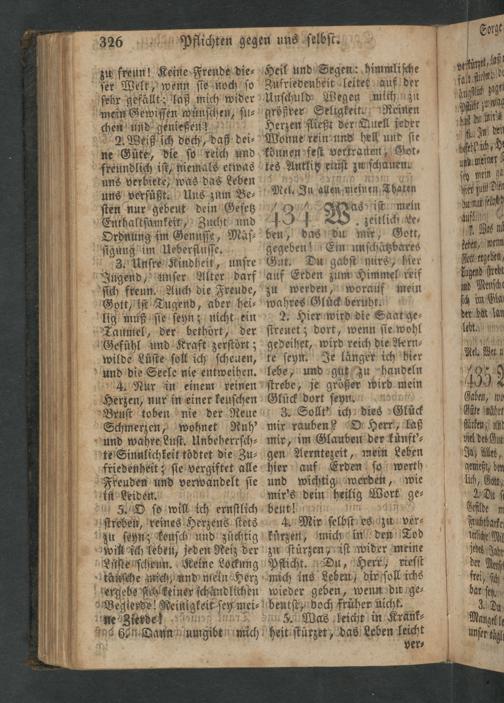 326 Pflichten gegen uns selbst.
zu freun! Keine Freude die-
ser Welt, wenn sie noch so
sehr gefällt; laß mich wider
mein Gewissen wünschen, su-
chen und genießen!
2. Weiß ich doch, daß dei-
ne Güte, die so reich und
freundlich ist, niemals etwas
uns verbiete, was das Leben
uns versüßt. Uns zum Be-
sten nur gebeut dein Gesetz
Enthaltsamkeit, Zucht und
Ordnung im Genusse, Mäs-
sigung im Ueberflusse.
3. Unsre Kindheit, unsre
Jugend, unser Alter darf
sich freun. Auch die Freude,
Gott, ist Tugend, aber hei-
lig muß sie seyn; nicht ein
Taumel, der bethört, der
Gefühl und Kraft zerstört;
wilde Lüste soll ich scheuen,
und die Seele nie entweihen.
4. Nur in einem reinen
Herzen, nur in einer keuschen
Brust toben nie der Reue
Schmerzen, wohnet Ruh'
und wahre Lust. Unbeherrsch-
te Sinnlichkeit tödtet die Zu-
friedenheit; sie vergiftet alle
Freuden und verwandelt sie
in Leiden.
5. O so will ich ernstlich
streben, reines Herzens stets
zu seyn; keusch und züchtig
will ich leben, jeden Reiz der
Lüste scheun. Keine Lockung
täusche mich, und mein Herz
ergebe sich keiner schändlichen
Begierde! Reinigkeit sey mei-
ne Zierde!
6. Dann umgibt mich
Heil und Segen: himmlische
Zufriedenheit leitet auf der
Unschuld Wegen mich zu
größrer Seligkeit. Reinen
Herzen fließt der Quell jeder
Wonne rein und hell und sie
können fest vertrauen, Got-
tes Antlitz einst zu schauen.
Mel. In allen meinen Thaten
434 Was ist mein
zeitlich Le-
ben, das du mir, Gott,
gegeben! Ein unschätzbares
Gut. Du gabst mirs, hier
auf Erden zum Himmel reif
zu werden, worauf mein
wahres Glück beruht.
2. Hier wird die Saat ge-
streuet; dort, wenn sie wohl
gedeihet, wird reich die Aern-
te seyn. Je länger ich hier
lebe, und gut zu handeln
strebe, je größer wird mein
Glück dort seyn.
3. Sollt' ich dies Glück
mir rauben? O Herr, laß
mir, im Glauben der künft'-
gen Aerntezeit, mein Leben
hier auf Erden so werth
und wichtig werden, wie
mir's dein heilig Wort ge-
beut!
4. Mir selbst es zu ver-
kürzen, mich in den Tod
zu stürzen, ist wider meine
Pflicht. Du, Herr, riefst
mich ins Leben, dir soll ichs
wieder geben, wenn du ge-
beutst, doch früher nicht.
5. Was leicht in Krank-
heit stürzet, das Leben leicht
ver-